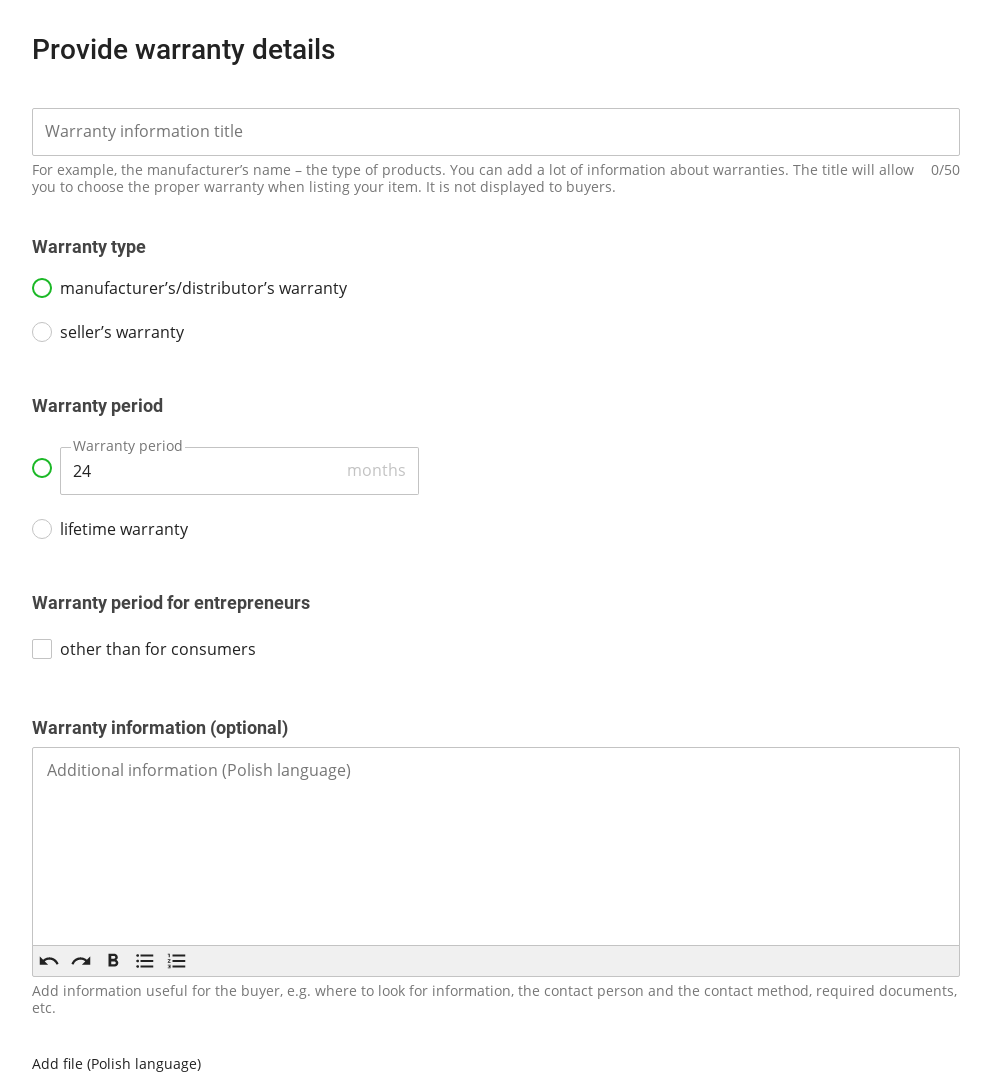 Provide warranty details
Warranty information title
For example, the manufacturer’s name – the type of products. You can add a lot of information about warranties. The title will allow 0/50
you to choose the proper warranty when listing your item. It is not displayed to buyers.
Warranty type
manufacturer’s/distributor’s warranty
seller’s warranty
Warranty period
Warranty period
24 months
lifetime warranty
Warranty period for entrepreneurs
other than for consumers
Warranty information (optional)
Additional information (Polish language)
B
Add information useful for the buyer, e.g. where to look for information, the contact person and the contact method, required documents,
etc.
Add file (Polish language)